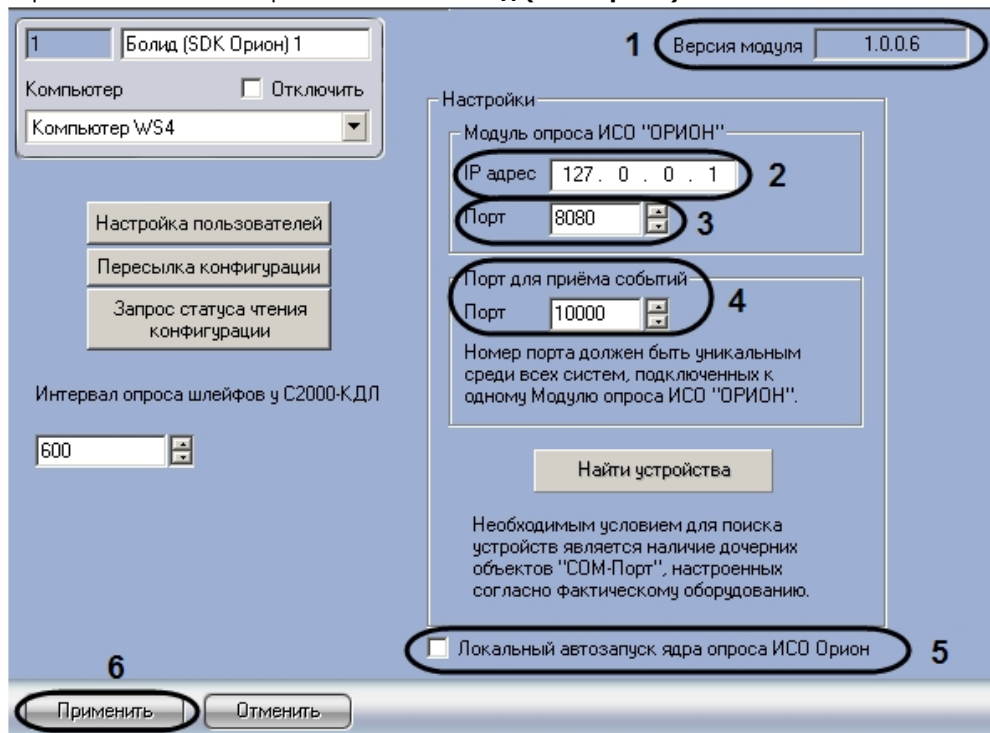 1
Болид (SDK Орион) 1
Компьютер
Отключить
Компьютер WS4
Настройка пользователей
Пересылка конфигурации
Запрос статуса чтения
конфигурации
Интервал опроса шлейфов у С2000-КДЛ
600
1
Версия модуля
1.0.0.6
Настройки
Модуль опроса ИСО "ОРИОН"
IP адрес
127 . 0 . 0 . 1
2
Порт
8080
3
Порт для приёма событий
Порт
10000
4
Номер порта должен быть уникальным
среди всех систем, подключенных к
одному Модулю опроса ИСО "ОРИОН".
Найти устройства
Необходимым условием для поиска
устройств является наличие дочерних
объектов "COM-Порт", настроенных
согласно фактическому оборудованию.
Локальный автозапуск ядра опроса ИСО Орион
5
6
Применить
Отменить